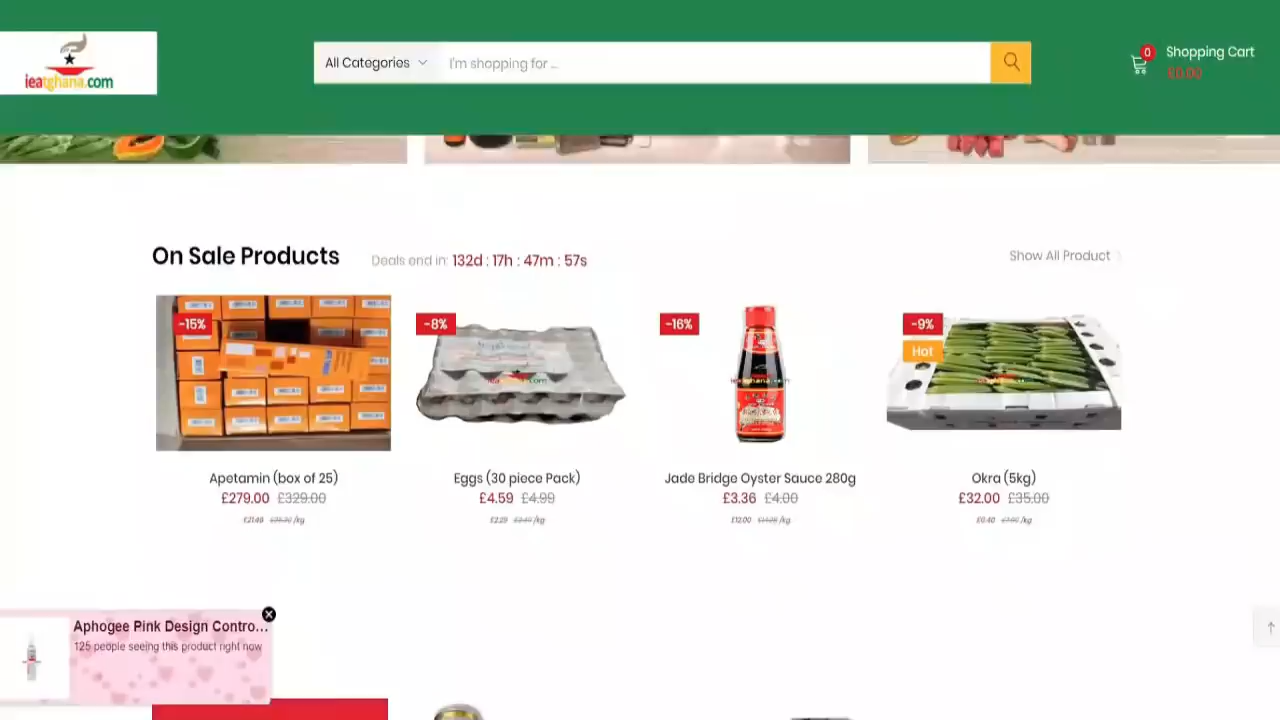 ieatghana.com
All Categories
I'm shopping for ...
0
Shopping Cart
£0.00
On Sale Products
Deals end in: 132d : 17h : 47m : 57s
Show All Product
-15%
-8%
-16%
-9%
Hot
Apetamin (box of 25)
£279.00 £329.00
Eggs (30 piece Pack)
£4.59 £4.99
Jade Bridge Oyster Sauce 280g
£3.36 £4.00
Okra (5kg)
£32.00 £35.00
Aphogee Pink Design Contro...
125 people seeing this product right now